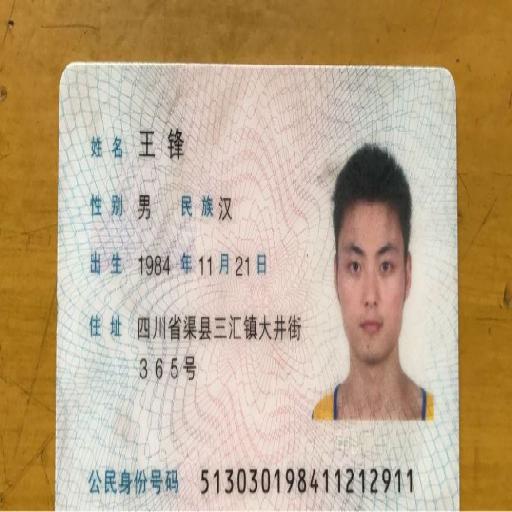 姓名 王锋
性别 男 民族 汉
出生 1984 年 11 月 21 日
住址 四川省渠县三汇镇大井街
365号
公民身份号码 513030198411212911